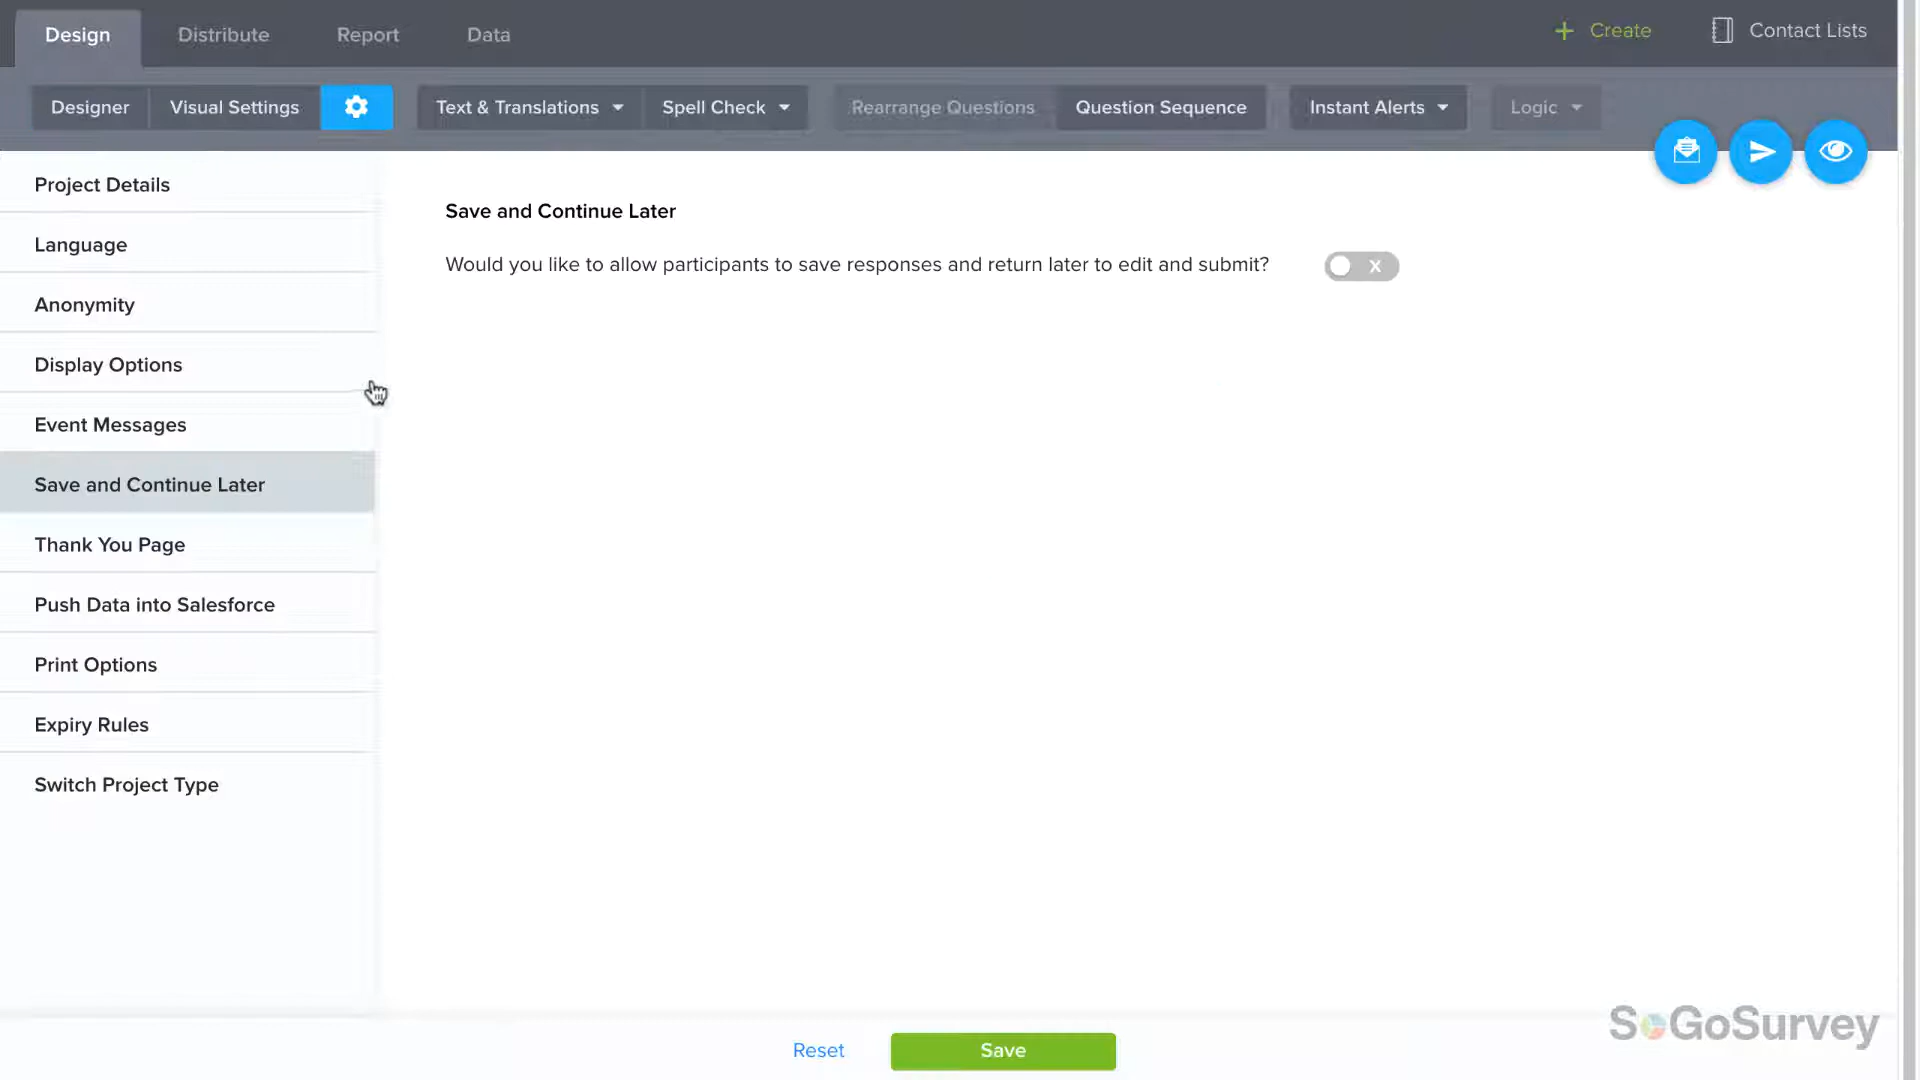 Design
Distribute
Report
Data
+ Create
Contact Lists
Designer
Visual Settings
Text & Translations
Spell Check
Rearrange Questions
Question Sequence
Instant Alerts
Logic
Project Details
Language
Anonymity
Display Options
Event Messages
Save and Continue Later
Thank You Page
Push Data into Salesforce
Print Options
Expiry Rules
Switch Project Type
Save and Continue Later
Would you like to allow participants to save responses and return later to edit and submit?
X
Reset
Save
SoGoSurvey